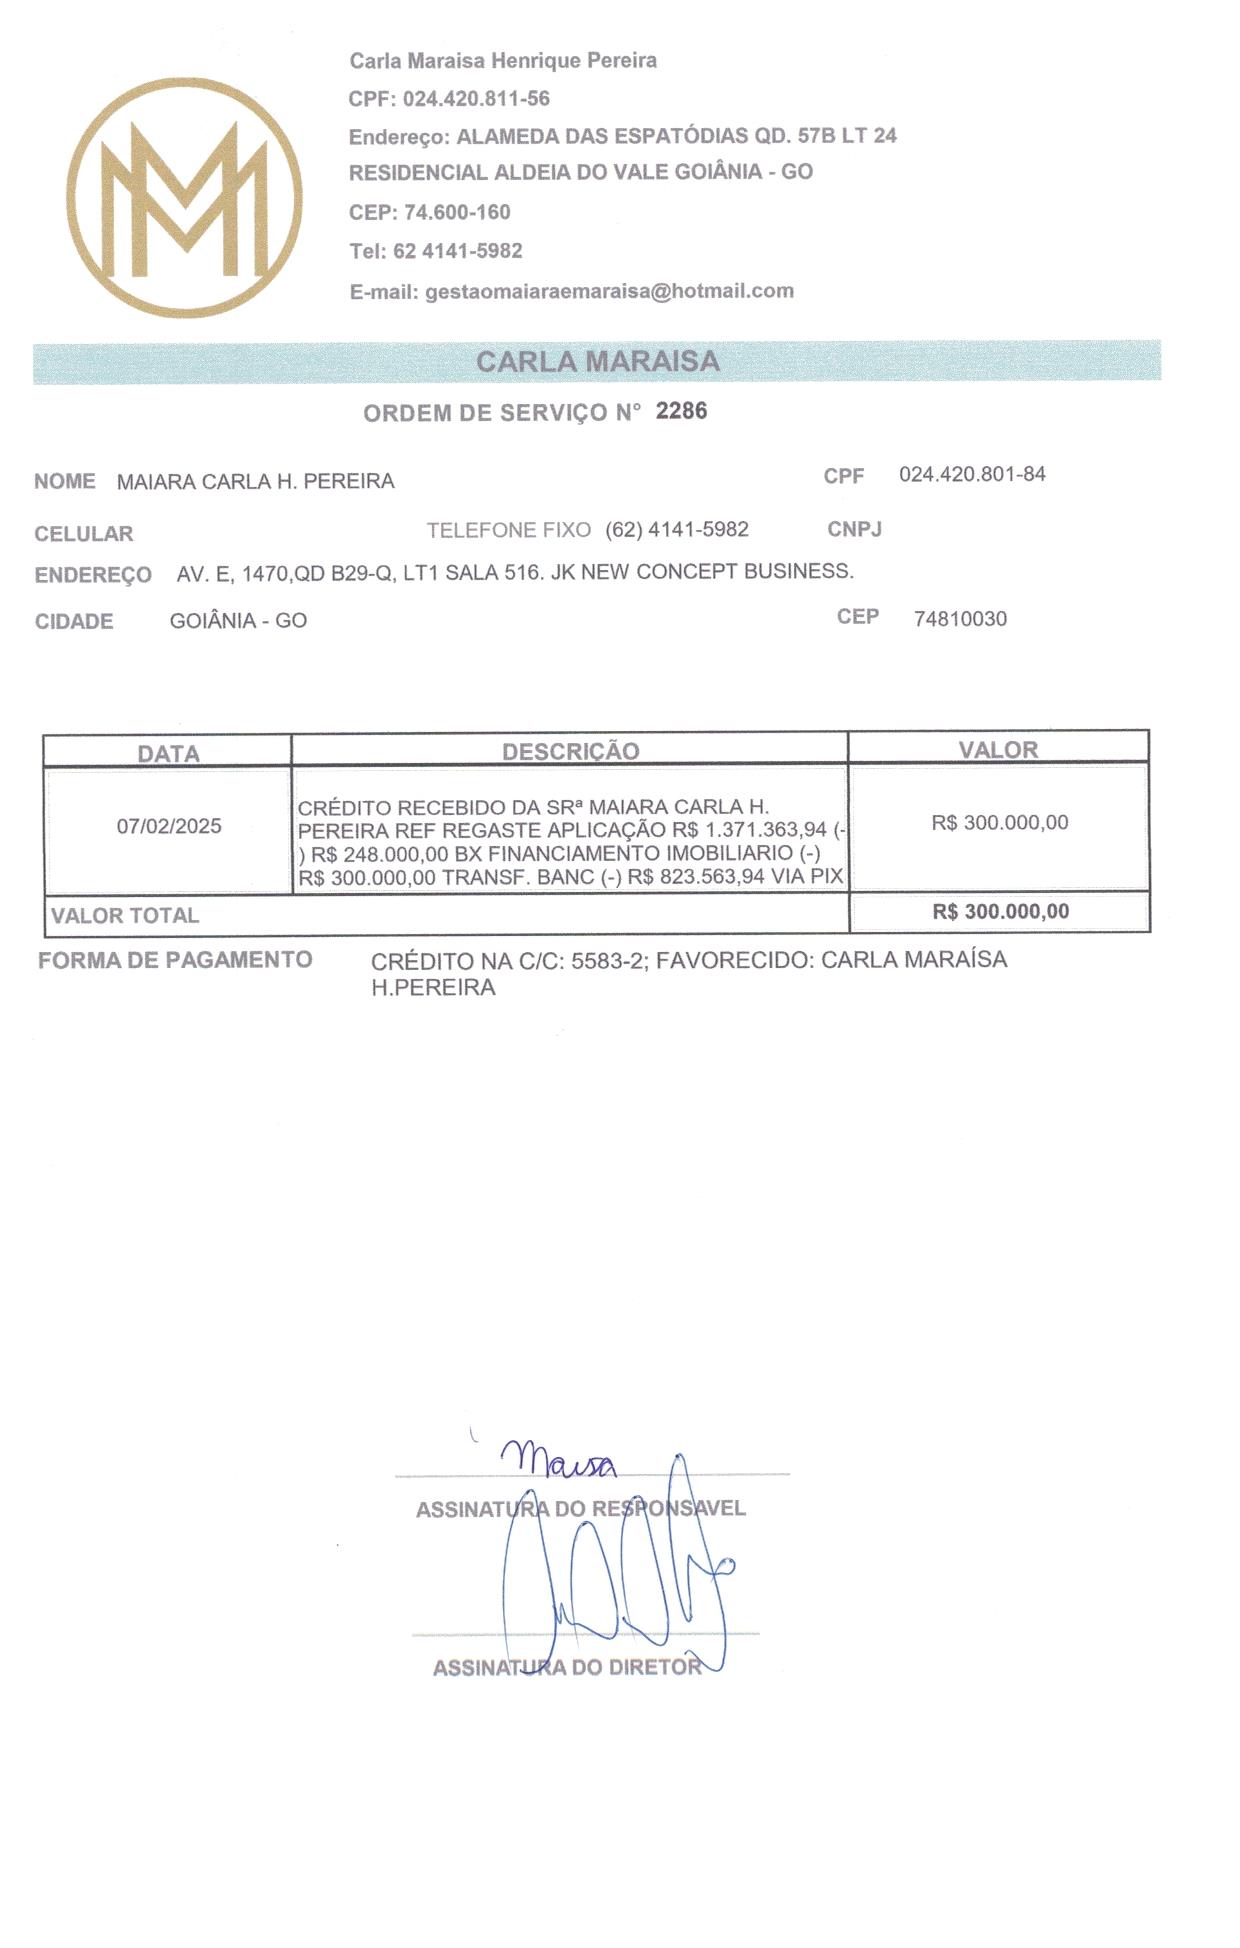 Carla Maraisa Henrique Pereira
CPF: 024.420.811-56
Endereço: ALAMEDA DAS ESPATÓDIAS QD. 57B LT 24
RESIDENCIAL ALDEIA DO VALE GOIÂNIA - GO
CEP: 74.600-160
Tel: 62 4141-5982
E-mail: gestaomaiaraemaraisa@hotmail.com
CARLA MARAISA
ORDEM DE SERVIÇO N° 2286
NOME MAIARA CARLA H. PEREIRA CPF 024.420.801-84
CELULAR TELEFONE FIXO (62) 4141-5982 CNPJ
ENDEREÇO AV. E, 1470,QD B29-Q, LT1 SALA 516. JK NEW CONCEPT BUSINESS.
CIDADE GOIÂNIA - GO CEP 74810030
DATA DESCRIÇÃO VALOR
CRÉDITO RECEBIDO DA SRª MAIARA CARLA H.
07/02/2025 PEREIRA REF REGASTE APLICAÇÃO R$ 1.371.363,94 (- R$ 300.000,00
) R$ 248.000,00 BX FINANCIAMENTO IMOBILIARIO (-)
R$ 300.000,00 TRANSF. BANC (-) R$ 823.563,94 VIA PIX
VALOR TOTAL R$ 300.000,00
FORMA DE PAGAMENTO CRÉDITO NA C/C: 5583-2; FAVORECIDO: CARLA MARAÍSA
H.PEREIRA
ASSINATURA DO RESPONSAVEL
ASSINATURA DO DIRETOR